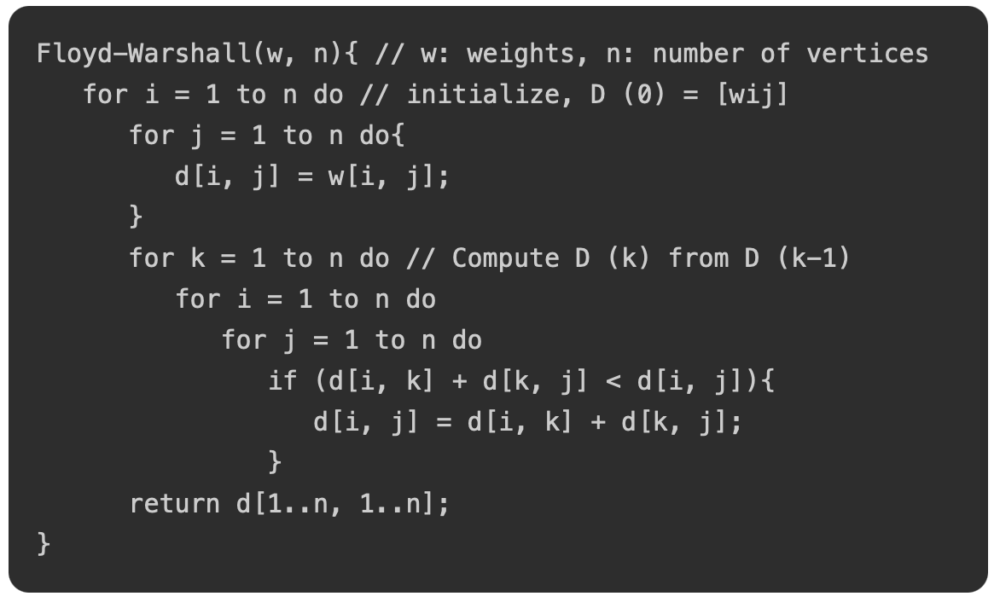 Floyd-Warshall(w, n){ // w: weights, n: number of vertices
   for i = 1 to n do // initialize, D (0) = [wij]
      for j = 1 to n do{
         d[i, j] = w[i, j];
      }
      for k = 1 to n do // Compute D (k) from D (k-1)
         for i = 1 to n do
            for j = 1 to n do
               if (d[i, k] + d[k, j] < d[i, j]){
                  d[i, j] = d[i, k] + d[k, j];
               }
      return d[1..n, 1..n];
}